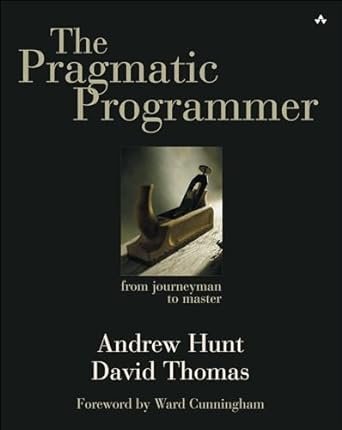 The
Pragmatic
Programmer
from journeyman
to master
Andrew Hunt
David Thomas
Foreword by Ward Cunningham